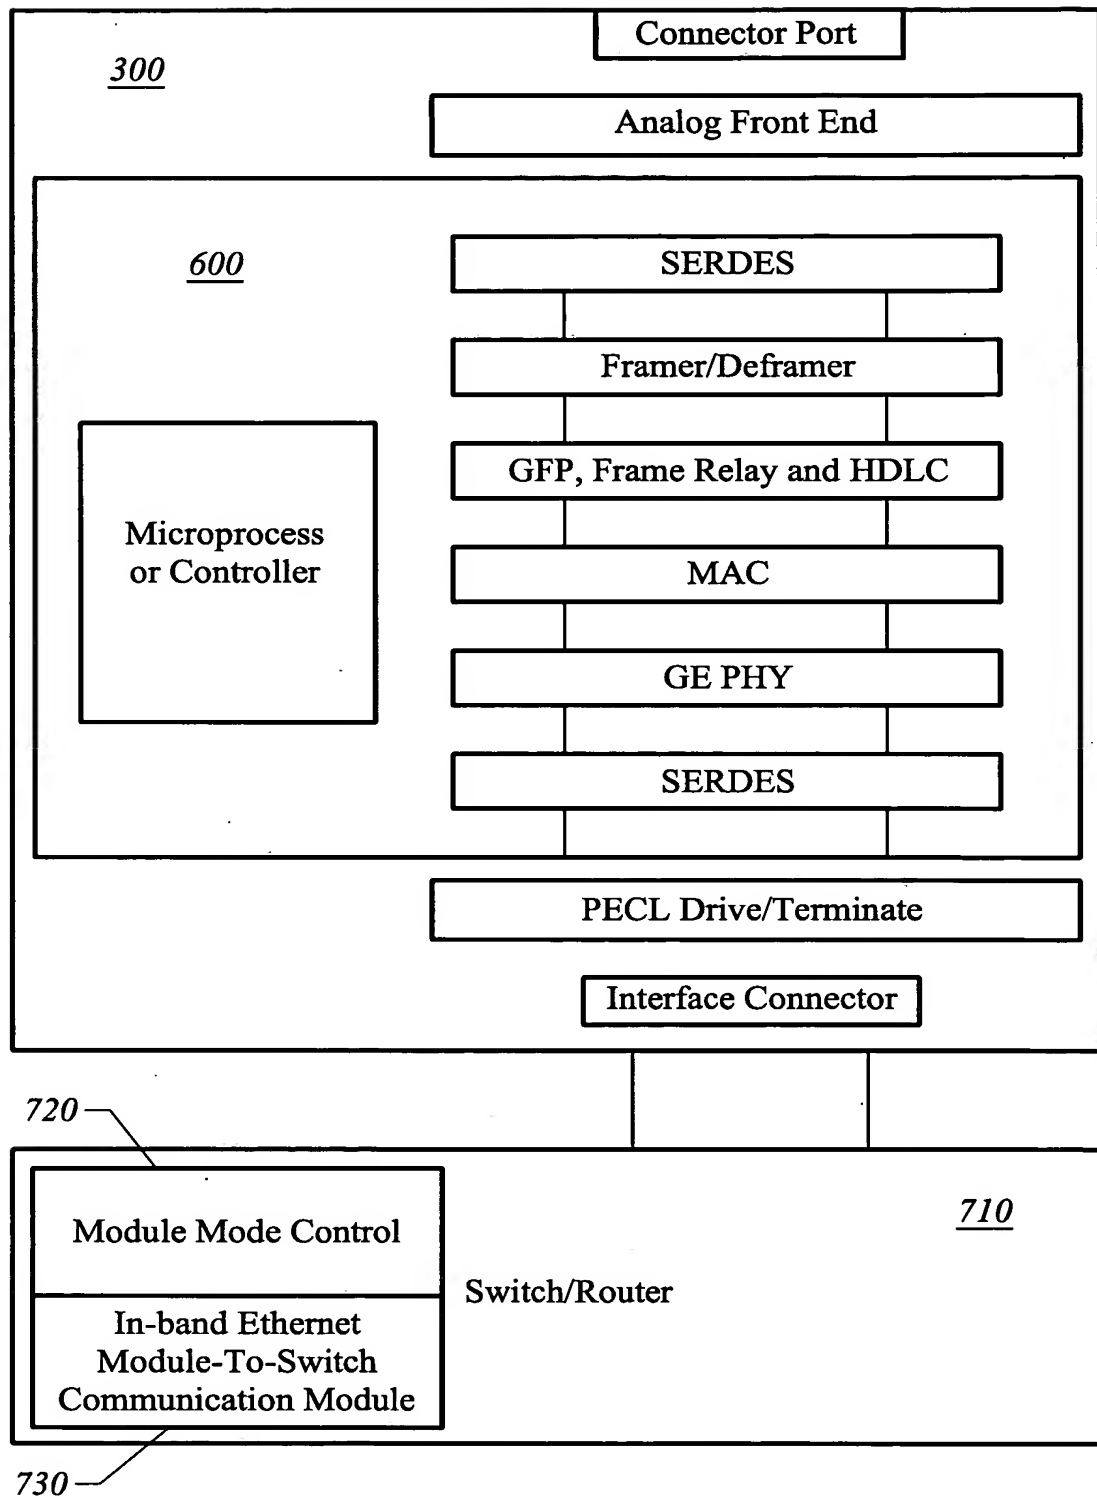 Connector Port
300
Analog Front End
600
SERDES
Framer/Deframer
GFP, Frame Relay and HDLC
Microprocess
or Controller
MAC
GE PHY
SERDES
PECL Drive/Terminate
Interface Connector
720
710
Module Mode Control
Switch/Router
In-band Ethernet
Module-To-Switch
Communication Module
730